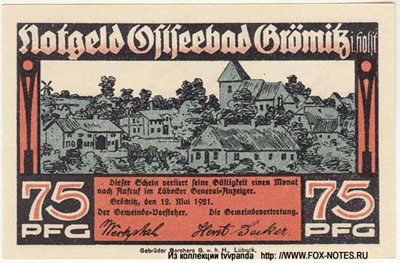 Notgeld Ostseebad Grömitz i. Holst
75 PFG
75 PFG
Dieser Schein verliert seine Gültigkeit einen Monat
nach Aufruf im Lübecker General-Anzeiger.
Grömitz, den 12. Mai 1921.
Der Gemeinde-Vorsteher. Die Gemeindevertretung.
Gebrüder Borchers G. m. b. H., Lübeck.
Из коллекции tvvpanda http://WWW.FOX-NOTES.RU